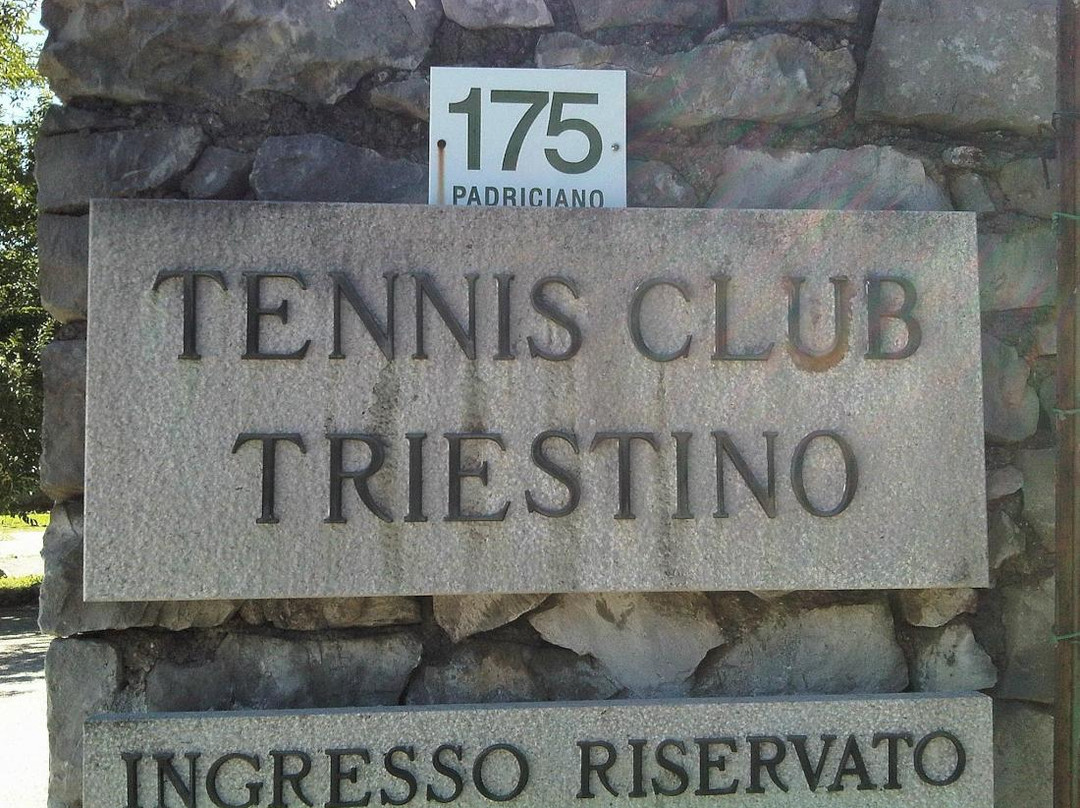 175
PADRICIANO
TENNIS CLUB
TRIESTINO
INGRESSO RISERVATO